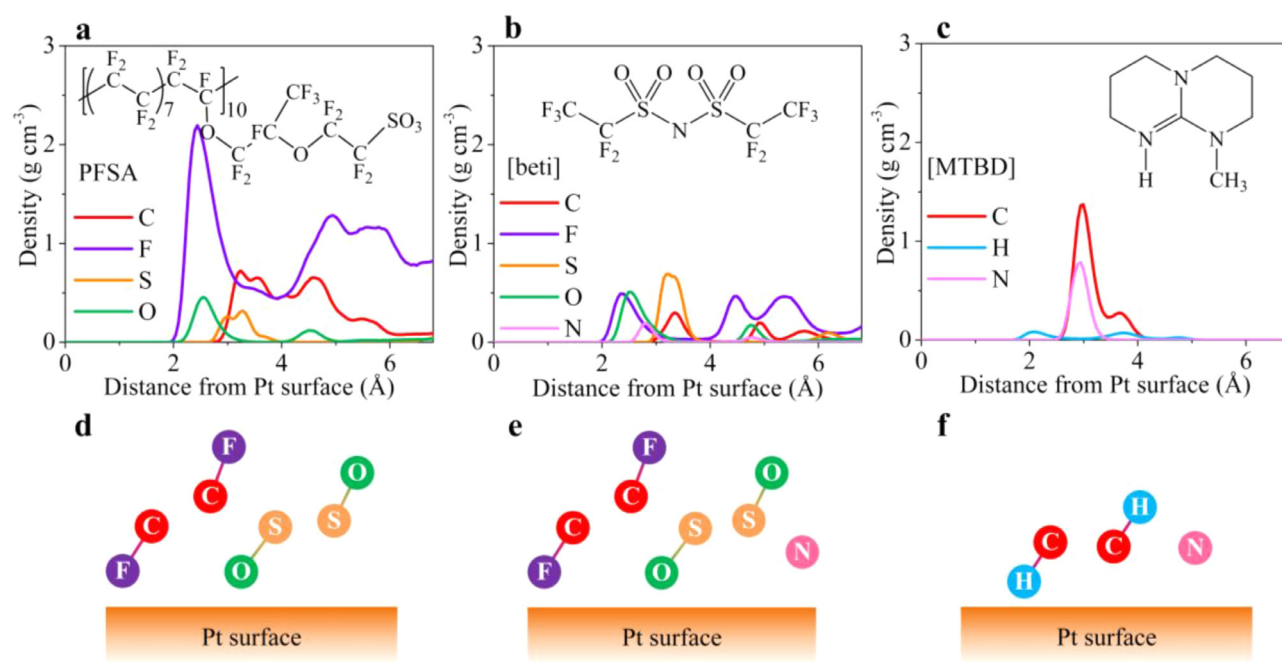 a
3
2
1
0
Density (g cm⁻³)
0 2 4 6
Distance from Pt surface (Å)
PFSA
C
F
S
O
F₂ F₂
C C F
C C
F₂ 7 10
O
CF₃
FC
F₂
C SO₃
C O C
F₂ F₂
b
3
2
1
0
Density (g cm⁻³)
0 2 4 6
Distance from Pt surface (Å)
[beti]
C
F
S
O
N
O O O O
F₃C S S CF₃
C N C
F₂ F₂
c
3
2
1
0
Density (g cm⁻³)
0 2 4 6
Distance from Pt surface (Å)
[MTBD]
C
H
N
N
N N
H CH₃
d
F
C
C
F
O
S
S
O
Pt surface
e
F
C
C
F
O
S
S
O
N
Pt surface
f
H
C
C
H
N
Pt surface